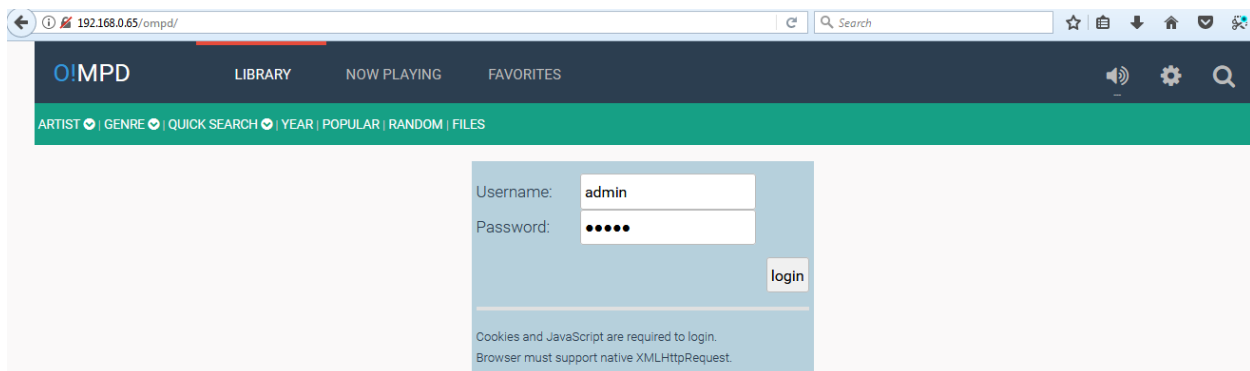 192.168.0.65/ompd/ Search
O!MPD LIBRARY NOW PLAYING FAVORITES
ARTIST | GENRE | QUICK SEARCH | YEAR | POPULAR | RANDOM | FILES
Username: admin
Password: •••••
login
Cookies and JavaScript are required to login.
Browser must support native XMLHttpRequest.